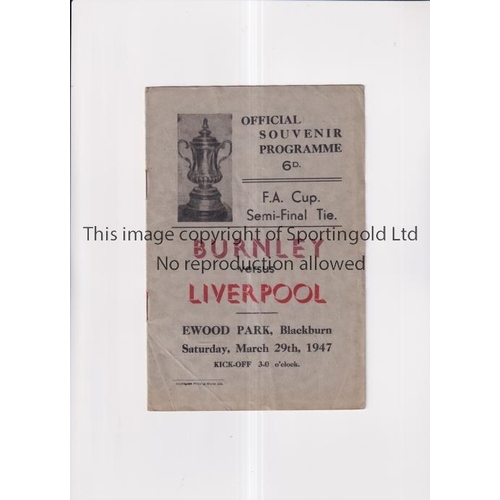 OFFICIAL
SOUVENIR
PROGRAMME
6D.
F.A. Cup.
Semi-Final Tie.
This image copyright of Sportingold Ltd
BURNLEY
No reproduction allowed
versus
LIVERPOOL
EWOOD PARK, Blackburn
Saturday, March 29th, 1947
KICK-OFF 3-0 o'clock.